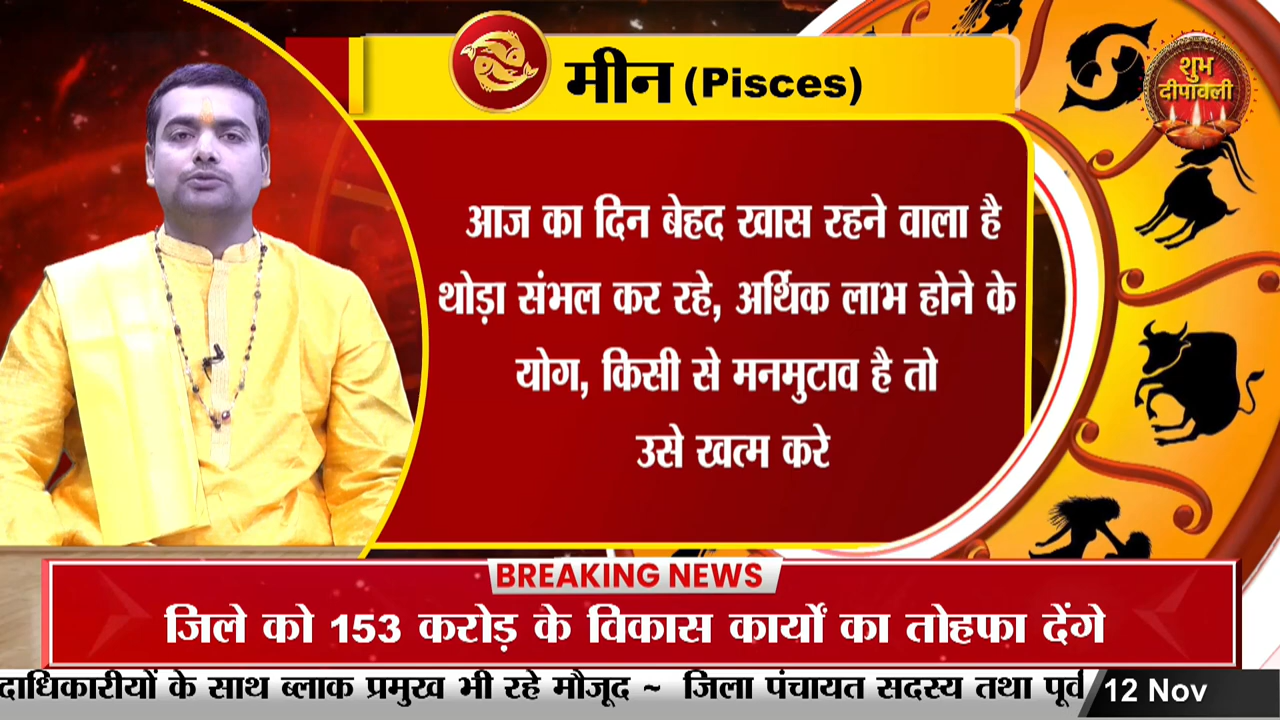 मीन (Pisces)
शुभ
दीपावली
आज का दिन बेहद खास रहने वाला है
थोड़ा संभल कर रहे, अर्थिक लाभ होने के
योग, किसी से मनमुटाव है तो
उसे खत्म करे
BREAKING NEWS
जिले को 153 करोड़ के विकास कार्यों का तोहफा देंगे
दाधिकारीयों के साथ ब्लाक प्रमुख भी रहे मौजूद ~ जिला पंचायत सदस्य तथा पूर्व
12 Nov